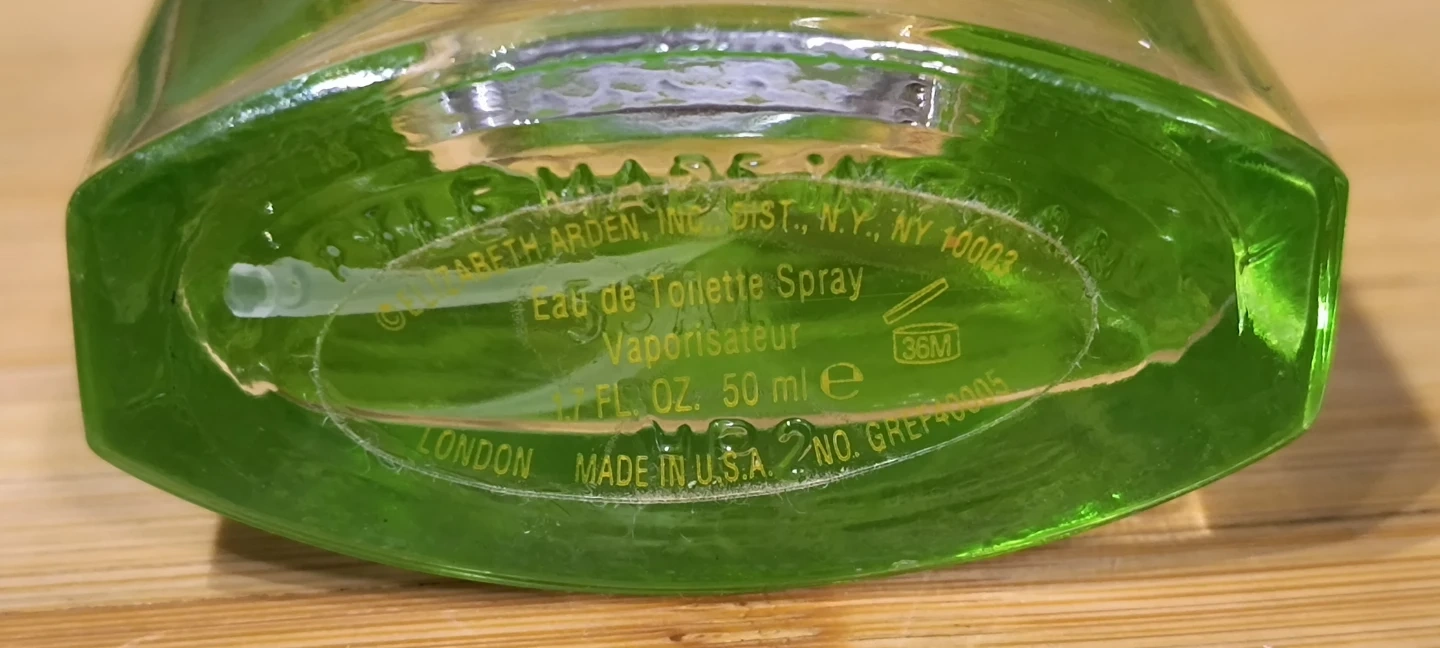 ©ELIZABETH ARDEN, INC., DIST., N.Y., NY 10003
Eau de Toilette Spray
Vaporisateur
36M
1.7 FL. OZ. 50 ml ℮
LONDON MADE IN U.S.A. NO. GREF40005